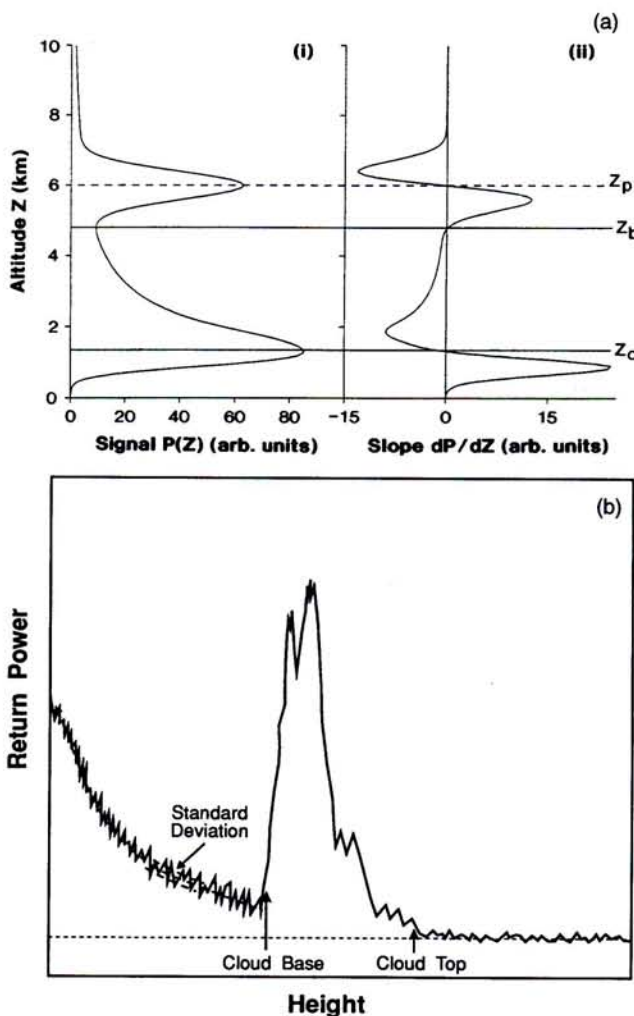 (a)
(i)
(ii)
10
8
6
4
2
0
Altitude Z (km)
Zp
Zb
Zo
0 20 40 60 80 -15 0 15
Signal P(Z) (arb. units)
Slope dP/dZ (arb. units)
(b)
Return Power
Standard
Deviation
Cloud Base
Cloud Top
Height